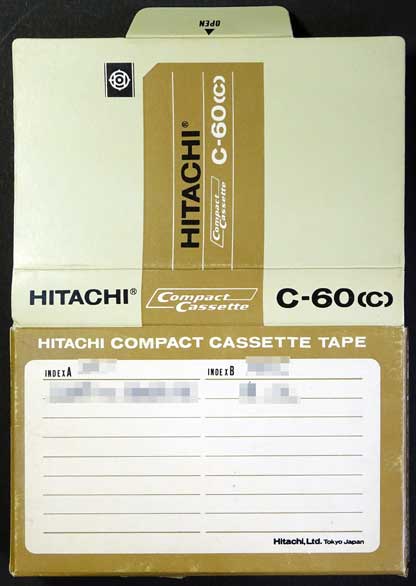 OPEN
HITACHI®
Compact
Cassette
C-60(C)
HITACHI®
Compact
Cassette
C-60(C)
HITACHI COMPACT CASSETTE TAPE
INDEX A
INDEX B
Hitachi, Ltd. Tokyo Japan